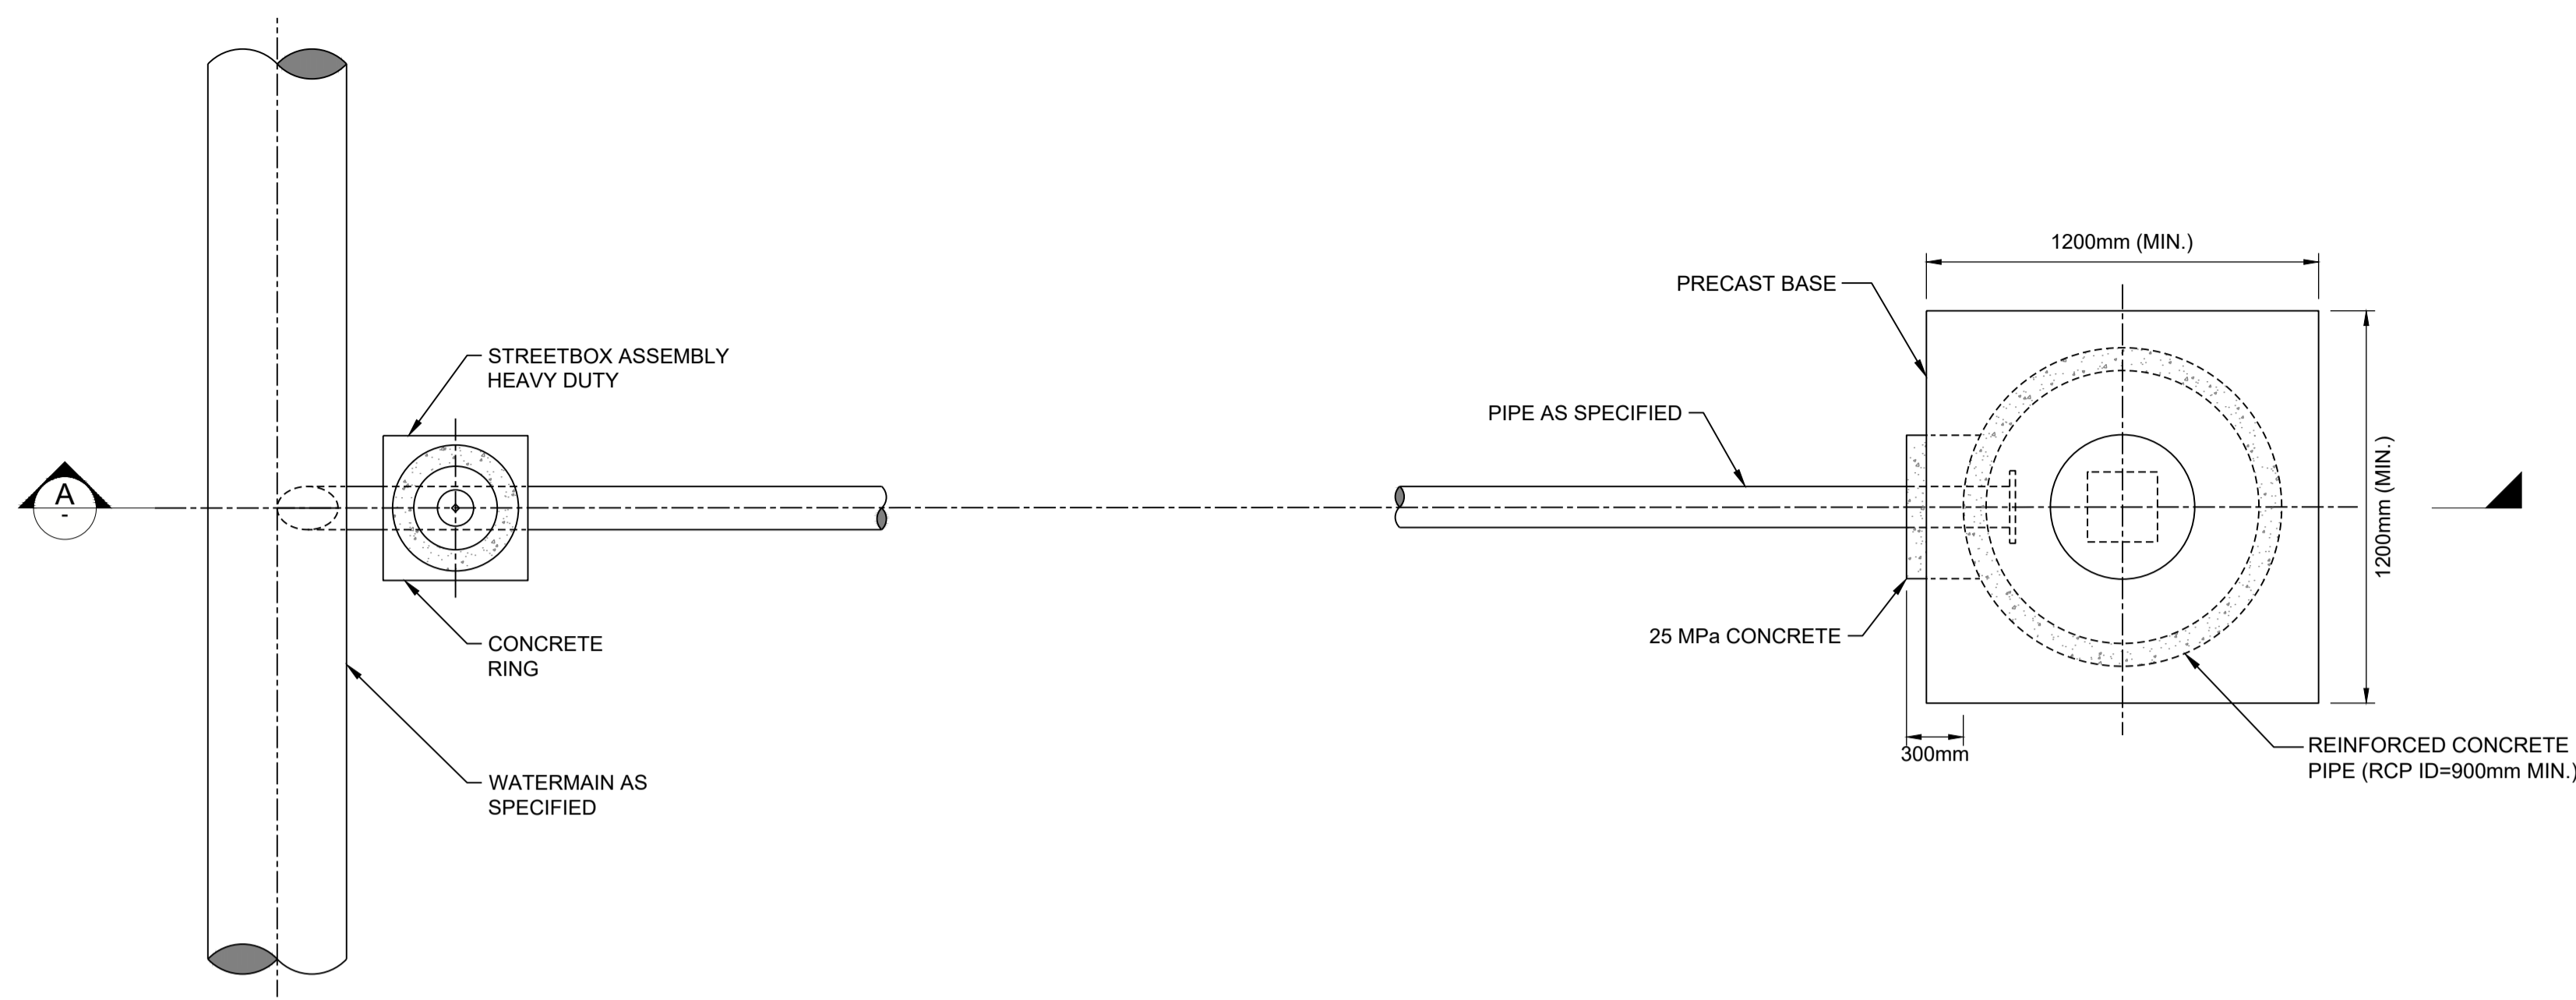 1200mm (MIN.)
PRECAST BASE
STREETBOX ASSEMBLY
HEAVY DUTY
PIPE AS SPECIFIED
1200mm (MIN.)
A
-
25 MPa CONCRETE
CONCRETE
RING
300mm
REINFORCED CONCRETE
PIPE (RCP ID=900mm MIN.)
WATERMAIN AS
SPECIFIED